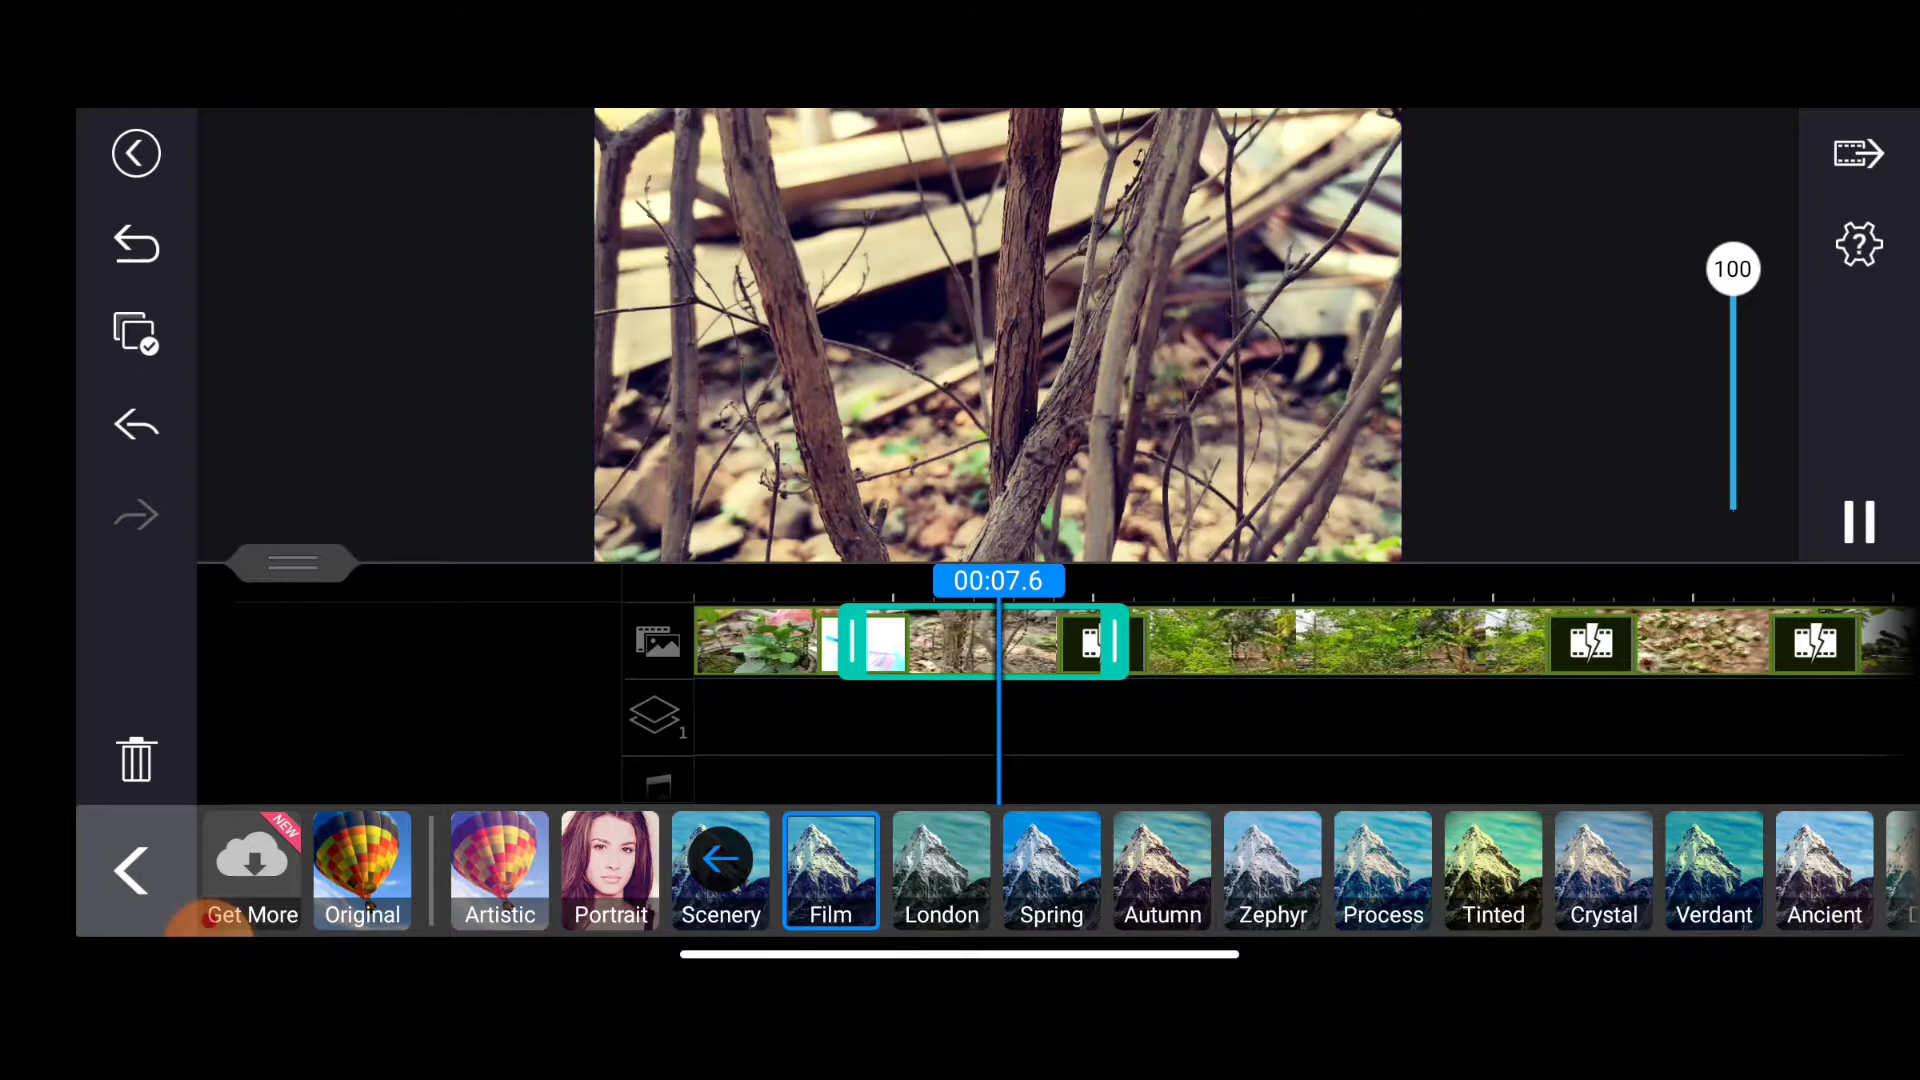 100
00:07.6
1
NEW
Get More
Original
Artistic
Portrait
Scenery
Film
London
Spring
Autumn
Zephyr
Process
Tinted
Crystal
Verdant
Ancient